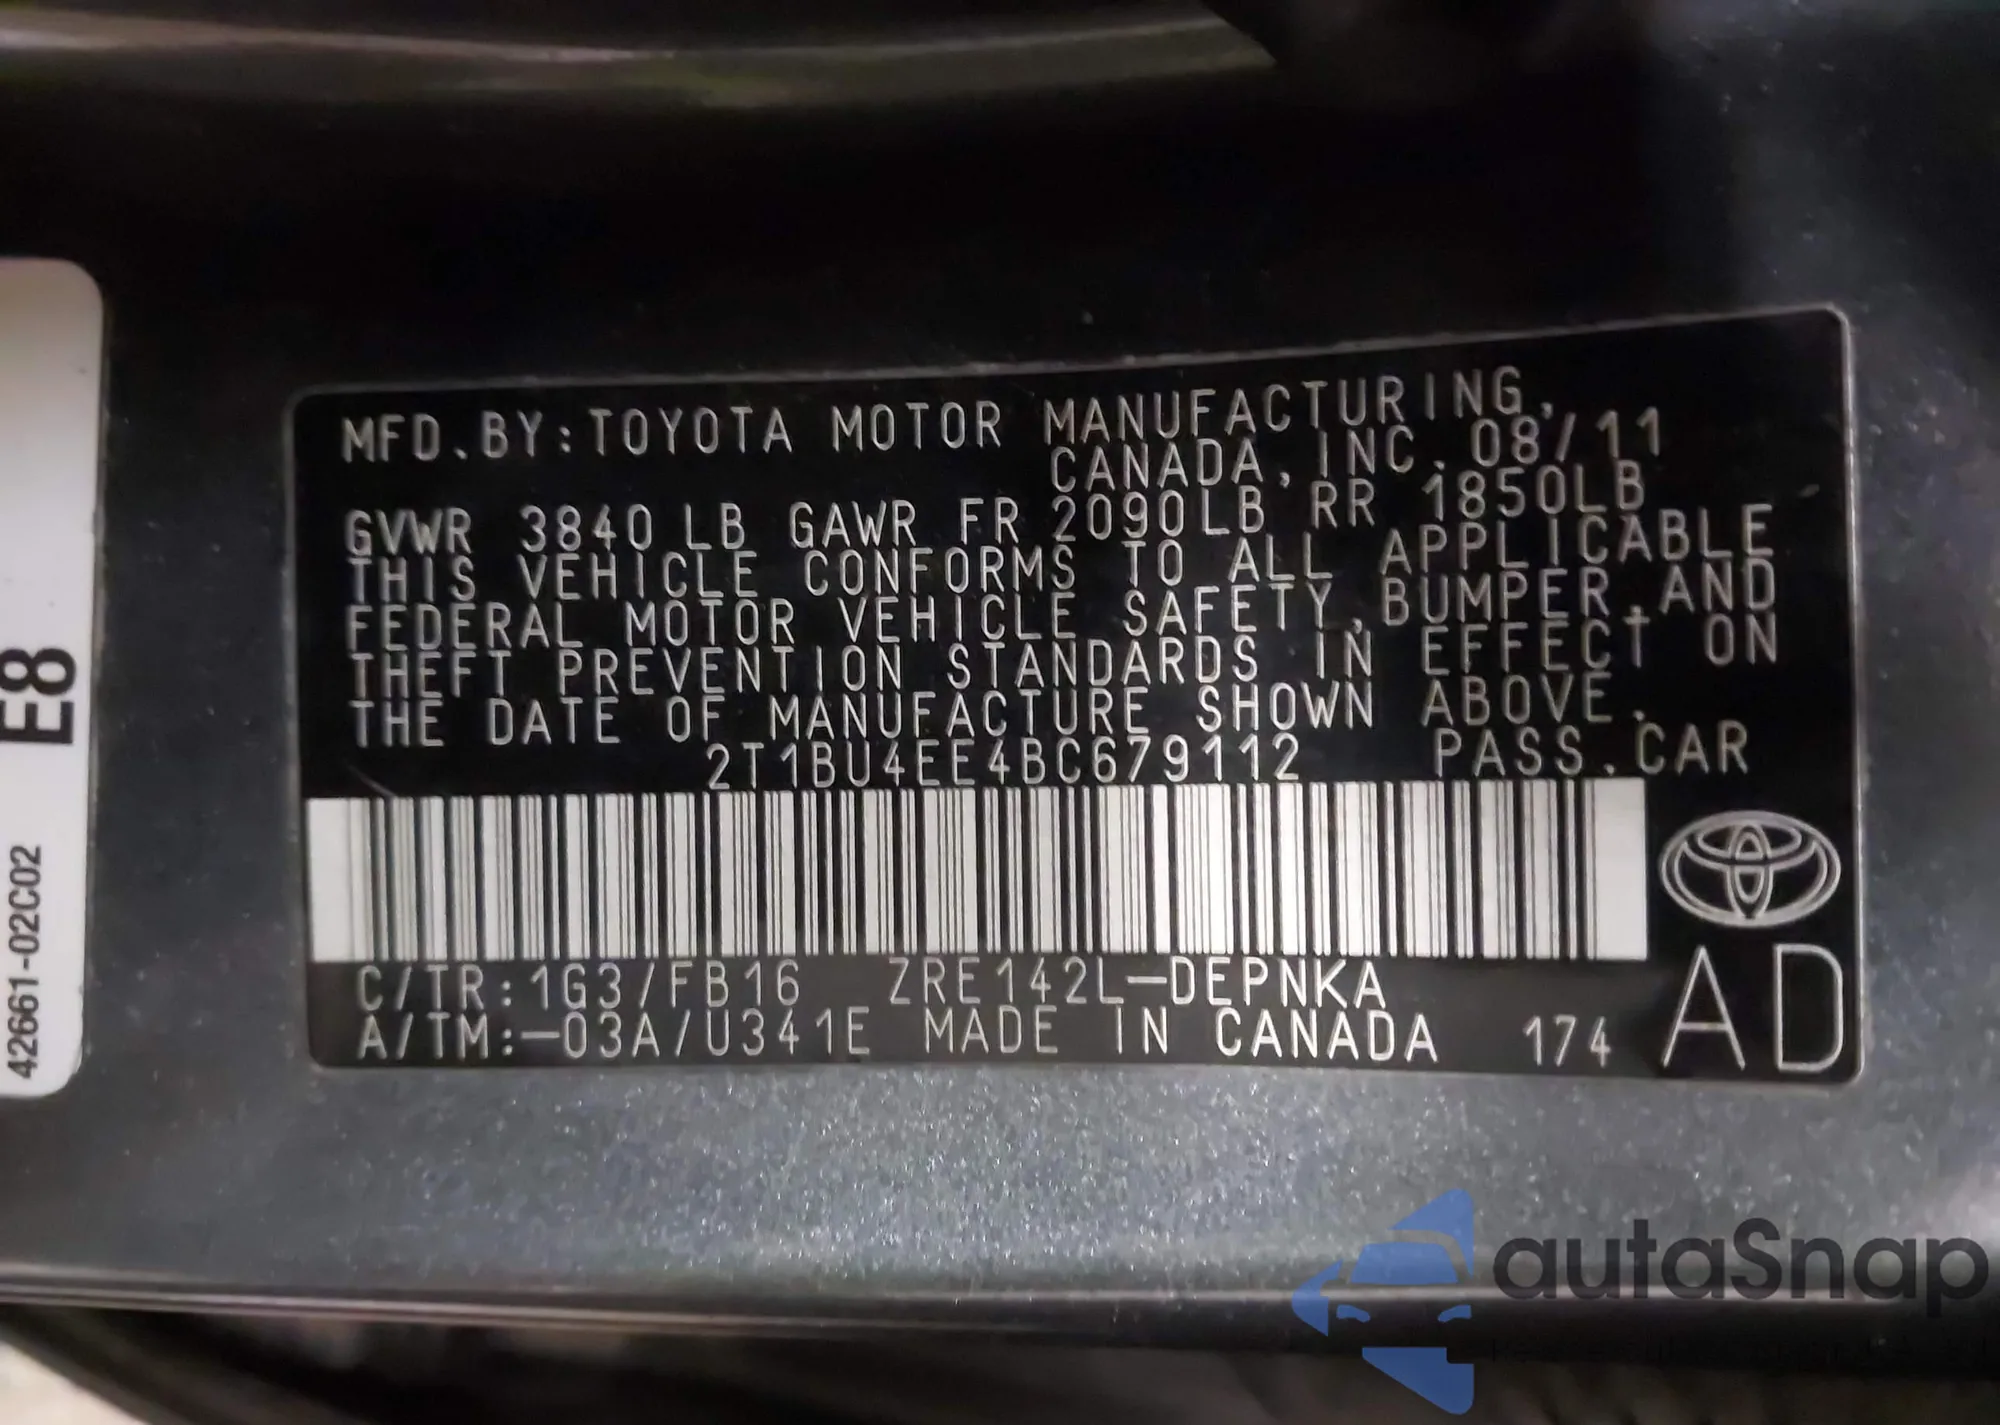 MFD.BY:TOYOTA MOTOR MANUFACTURING,
CANADA, INC. 08/11
GVWR 3840 LB GAWR FR 2090LB RR 1850LB
THIS VEHICLE CONFORMS TO ALL APPLICABLE
FEDERAL MOTOR VEHICLE SAFETY,BUMPER,AND
THEFT PREVENTION STANDARDS IN EFFECT ON
THE DATE OF MANUFACTURE SHOWN ABOVE.
2T1BU4EE4BC679112 PASS.CAR
C/TR:1G3/FB16 ZRE142L-DEPNKA
A/TM:-03A/U341E MADE IN CANADA 174
AD
E8
42661-02C02
autaSnap